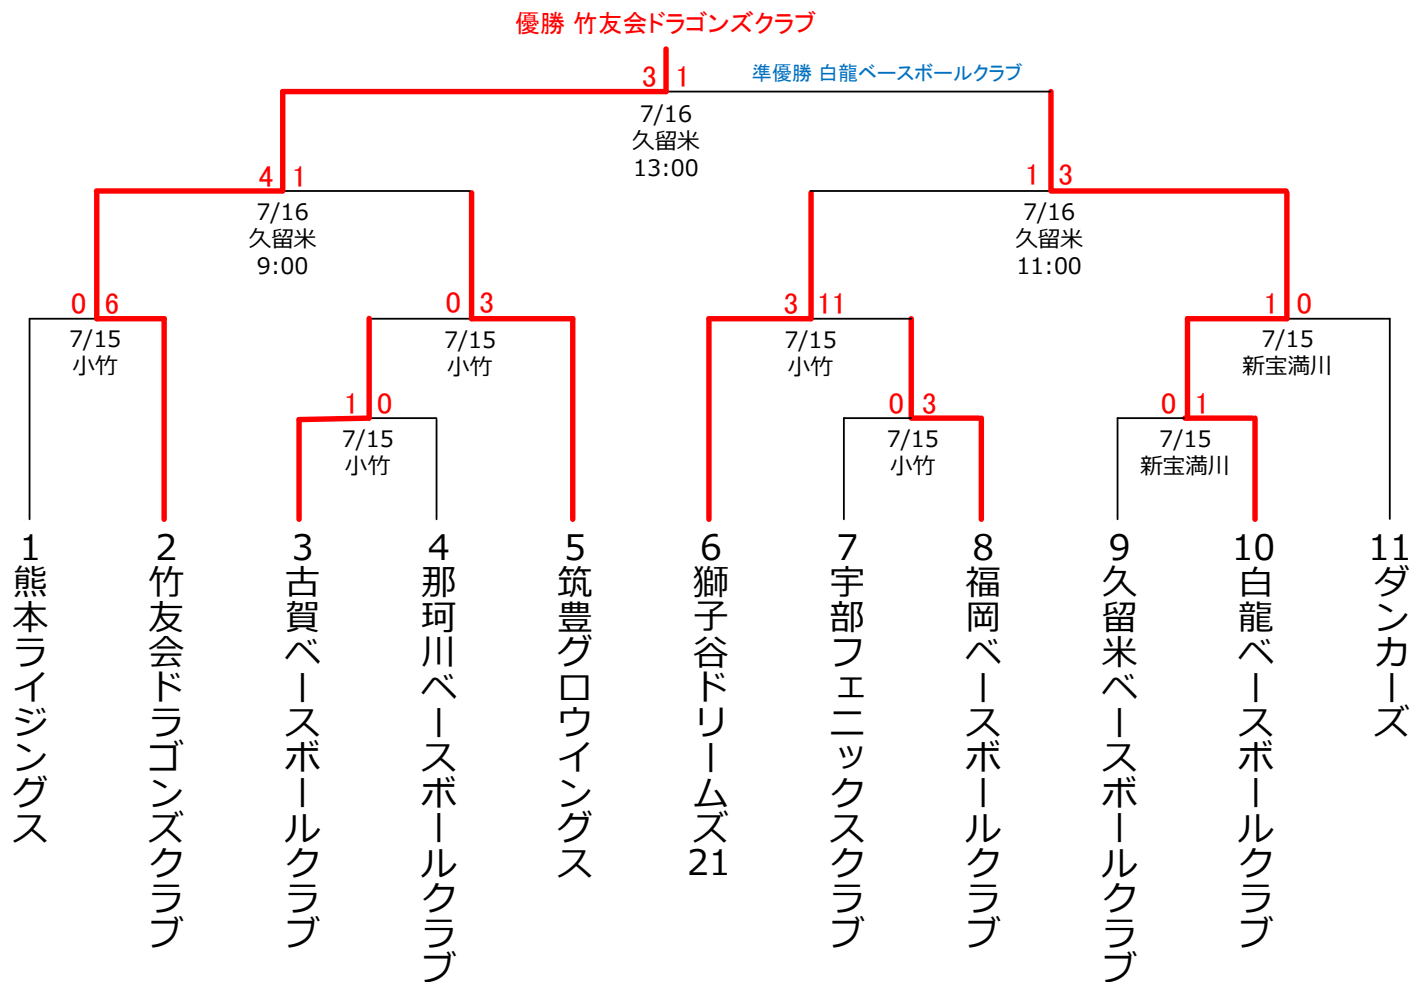 優勝 竹友会ドラゴンズクラブ
3 1
準優勝 白龍ベースボールクラブ
7/16
久留米
13:00
4 1
7/16
久留米
9:00
1 3
7/16
久留米
11:00
0 6
7/15
小竹
0 3
7/15
小竹
3 11
7/15
小竹
1 0
7/15
新宝満川
1 0
7/15
小竹
0 3
7/15
小竹
0 1
7/15
新宝満川
1
熊本ライジングス
2
竹友会ドラゴンズクラブ
3
古賀ベースボールクラブ
4
那珂川ベースボールクラブ
5
筑豊グロウイングス
6
獅子谷ドリームズ21
7
宇部フェニックスクラブ
8
福岡ベースボールクラブ
9
久留米ベースボールクラブ
10
白龍ベースボールクラブ
11
ダンカーズ